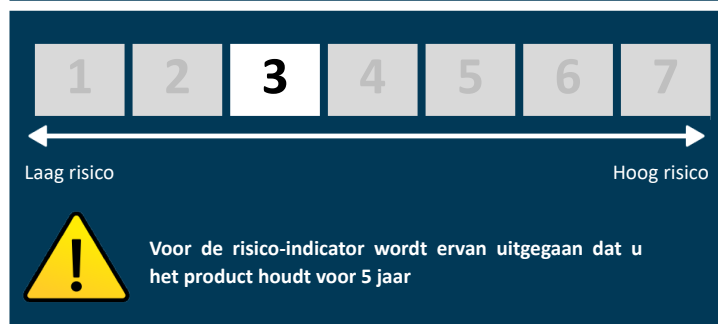 1 2 3 4 5 6 7
Laag risico Hoog risico
!
Voor de risico-indicator wordt ervan uitgegaan dat u
het product houdt voor 5 jaar